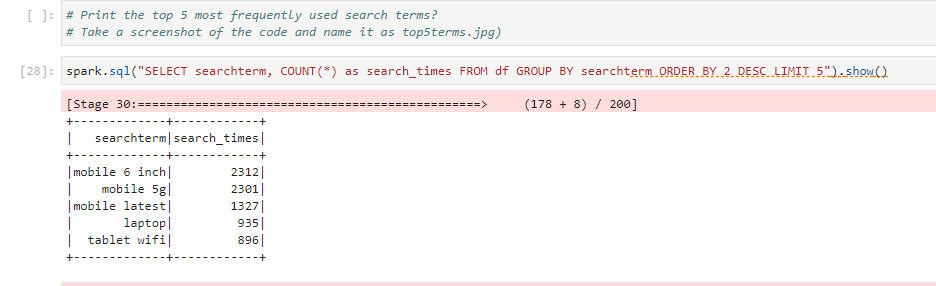 [ ]: # Print the top 5 most frequently used search terms?
# Take a screenshot of the code and name it as top5terms.jpg)
[28]: spark.sql("SELECT searchterm, COUNT(*) as search_times FROM df GROUP BY searchterm ORDER BY 2 DESC LIMIT 5").show()
[Stage 30:================================================> (178 + 8) / 200]
+-------------+------------+
| searchterm|search_times|
+-------------+------------+
|mobile 6 inch| 2312|
| mobile 5g| 2301|
|mobile latest| 1327|
| laptop| 935|
| tablet wifi| 896|
+-------------+------------+